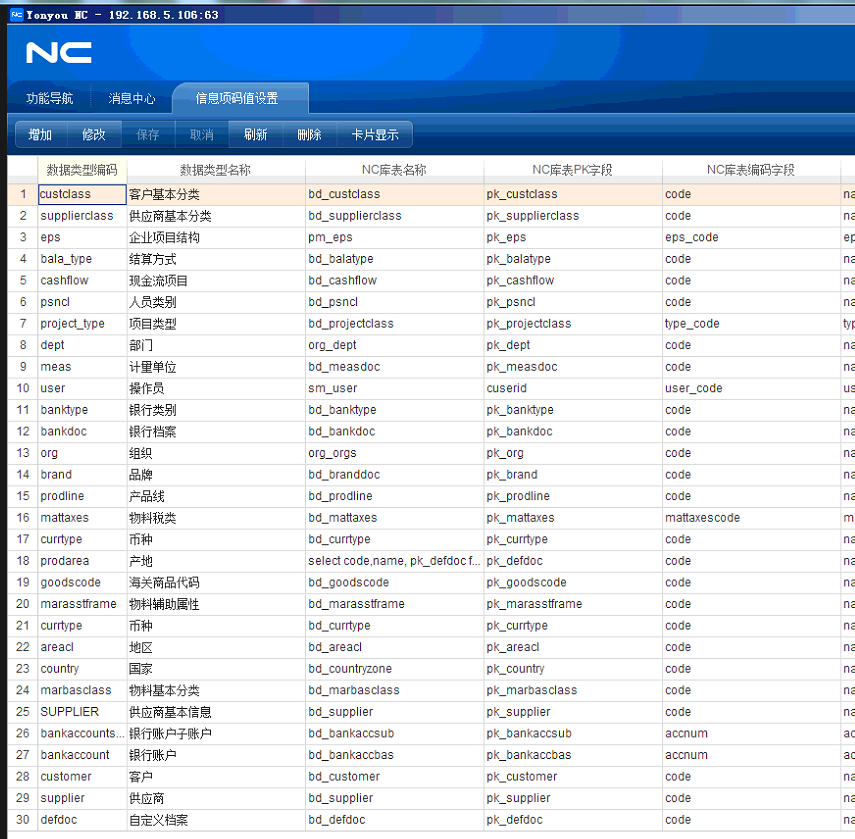 Yonyou NC - 192.168.5.106:63
NC
功能导航 消息中心 信息项码值设置
增加 修改 保存 取消 刷新 删除 卡片显示
数据类型编码 数据类型名称 NC库表名称 NC库表PK字段 NC库表编码字段
1 custclass 客户基本分类 bd_custclass pk_custclass code na
2 supplierclass 供应商基本分类 bd_supplierclass pk_supplierclass code na
3 eps 企业项目结构 pm_eps pk_eps eps_code ep
4 bala_type 结算方式 bd_balatype pk_balatype code na
5 cashflow 现金流项目 bd_cashflow pk_cashflow code na
6 psncl 人员类别 bd_psncl pk_psncl code na
7 project_type 项目类型 bd_projectclass pk_projectclass type_code typ
8 dept 部门 org_dept pk_dept code na
9 meas 计量单位 bd_measdoc pk_measdoc code na
10 user 操作员 sm_user cuserid user_code us
11 banktype 银行类别 bd_banktype pk_banktype code na
12 bankdoc 银行档案 bd_bankdoc pk_bankdoc code na
13 org 组织 org_orgs pk_org code na
14 brand 品牌 bd_branddoc pk_brand code na
15 prodline 产品线 bd_prodline pk_prodline code na
16 mattaxes 物料税类 bd_mattaxes pk_mattaxes mattaxescode m
17 currtype 币种 bd_currtype pk_currtype code na
18 prodarea 产地 select code,name, pk_defdoc f... pk_defdoc code na
19 goodscode 海关商品代码 bd_goodscode pk_goodscode code na
20 marasstframe 物料辅助属性 bd_marasstframe pk_marasstframe code na
21 currtype 币种 bd_currtype pk_currtype code na
22 areacl 地区 bd_areacl pk_areacl code na
23 country 国家 bd_countryzone pk_country code na
24 marbasclass 物料基本分类 bd_marbasclass pk_marbasclass code na
25 SUPPLIER 供应商基本信息 bd_supplier pk_supplier code na
26 bankaccounts... 银行账户子账户 bd_bankaccsub pk_bankaccsub accnum ac
27 bankaccount 银行账户 bd_bankaccbas pk_bankaccbas accnum ac
28 customer 客户 bd_customer pk_customer code na
29 supplier 供应商 bd_supplier pk_supplier code na
30 defdoc 自定义档案 bd_defdoc pk_defdoc code na